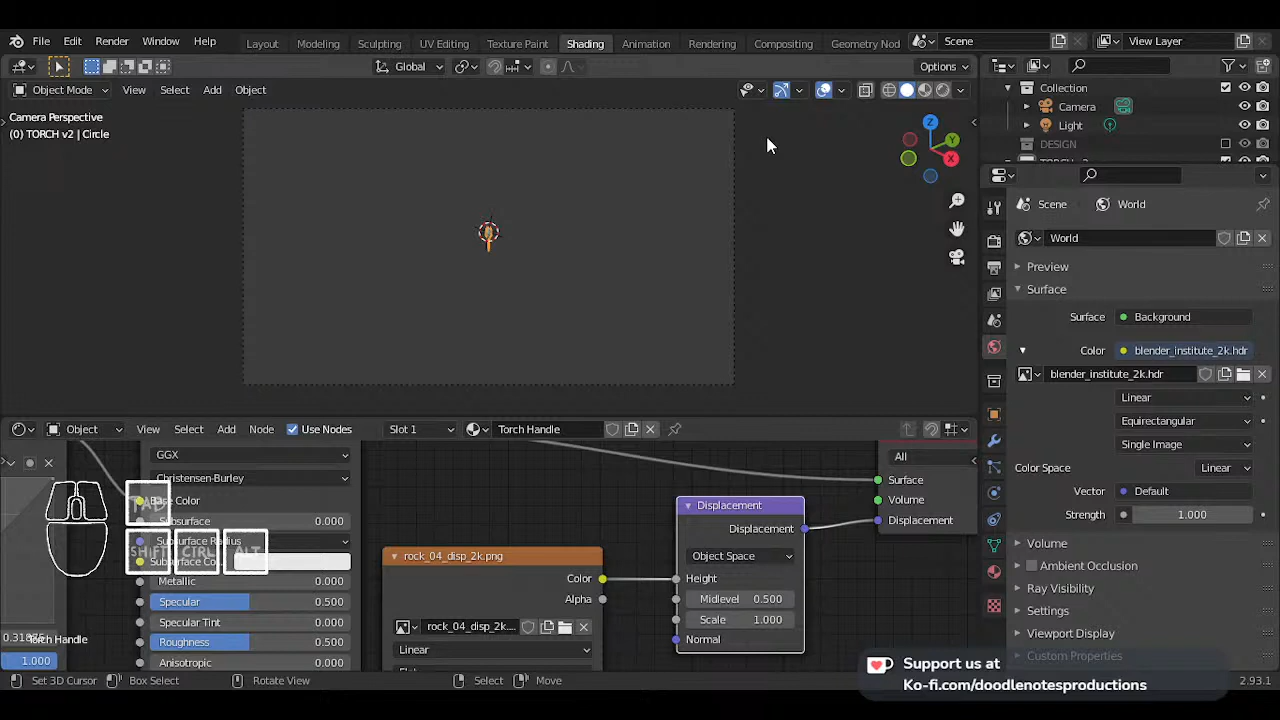 File Edit Render Window Help Layout Modeling Sculpting UV Editing Texture Paint Shading Animation Rendering Compositing Geometry Nod Scene View Layer
Global Options
Object Mode View Select Add Object
Camera Perspective
(0) TORCH v2 | Circle
Z
Y
X
Collection
Camera
Light
DESIGN
Scene World
World
Preview
Surface
Surface Background
Color blender_institute_2k.hdr
blender_institute_2k.hdr
Linear
Equirectangular
Single Image
Color Space Linear
Vector Default
Strength 1.000
Volume
Ambient Occlusion
Ray Visibility
Settings
Viewport Display
Custom Properties
Object View Select Add Node Use Nodes Slot 1 Torch Handle
GGX
Christensen-Burley
TAB
Base Color
Subsurface 0.000
SHIFT CTRL ALT
Subsurface Radius
Subsurface Co...
Metallic 0.000
Specular 0.500
Specular Tint 0.000
Roughness 0.500
Anisotropic 0.000
Torch Handle
1.000
rock_04_disp_2k.png
Color
Alpha
rock_04_disp_2k....
Linear
Displacement
Displacement
Object Space
Height
Midlevel 0.500
Scale 1.000
Normal
All
Surface
Volume
Displacement
Support us at
Ko-fi.com/doodlenotesproductions
Set 3D Cursor Box Select Rotate View Select Move 2.93.1